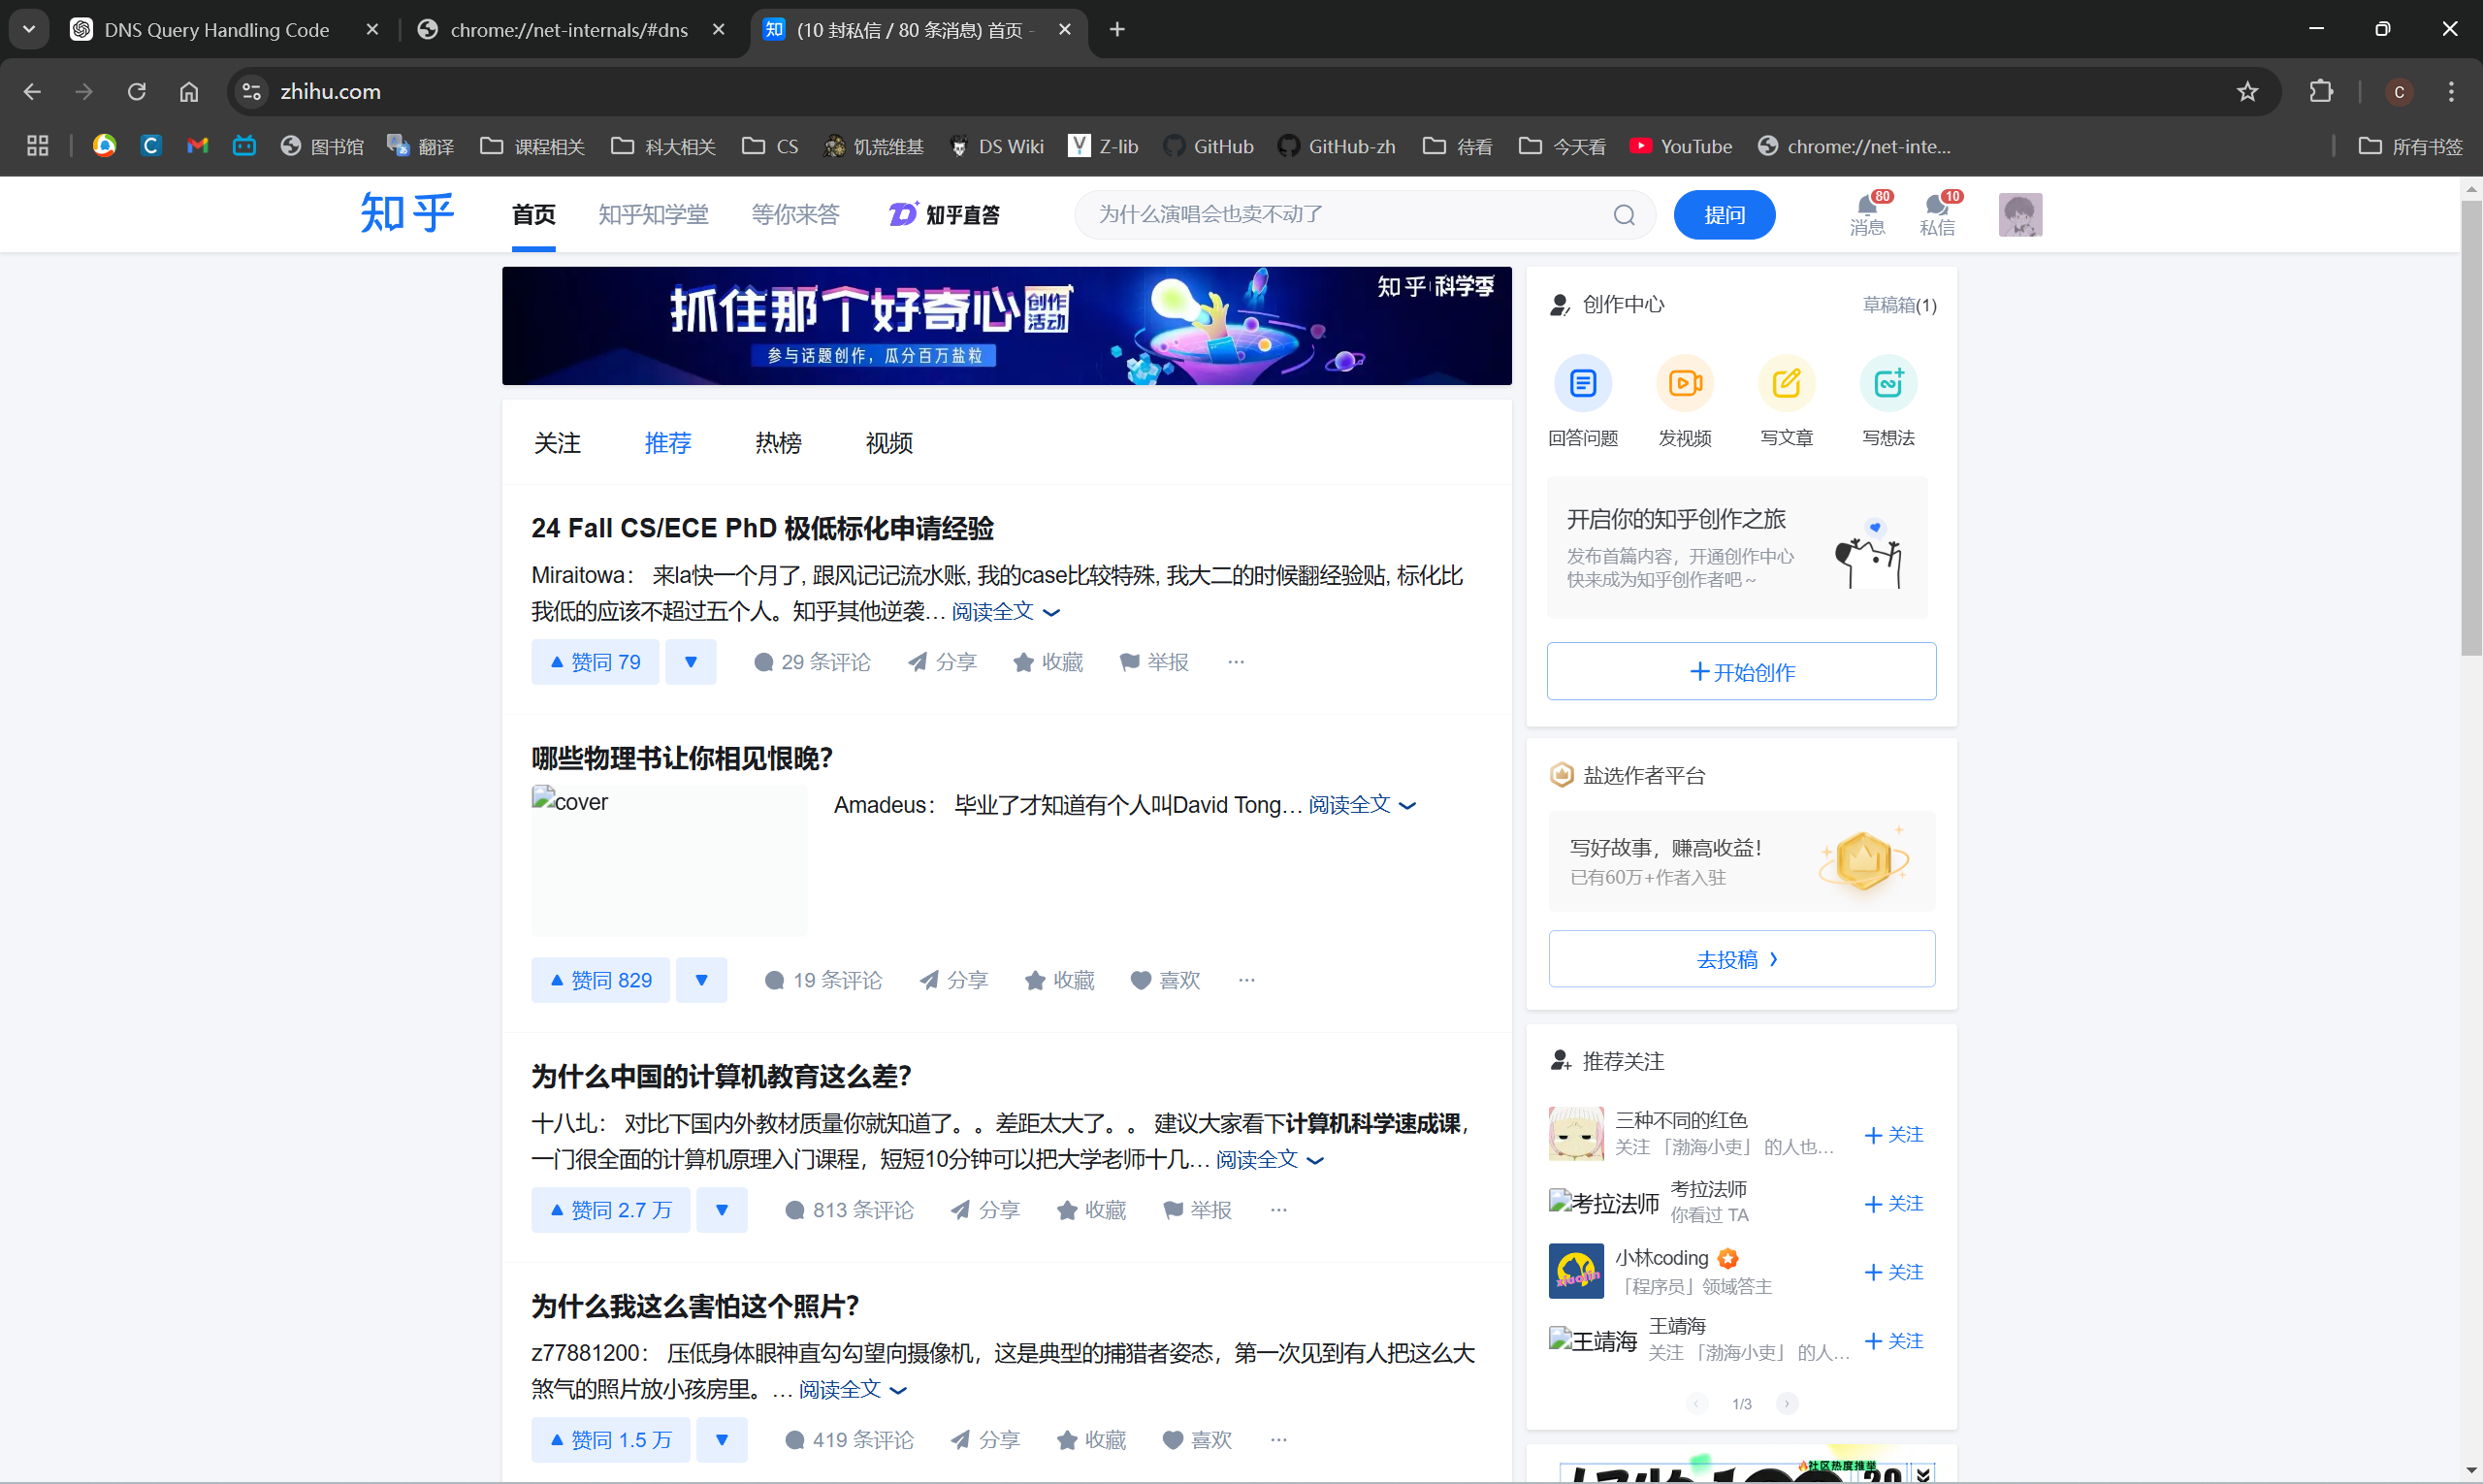 DNS Query Handling Code
chrome://net-internals/#dns
(10 封私信 / 80 条消息) 首页 -
zhihu.com
C
图书馆
翻译
课程相关
科大相关
CS
饥荒维基
DS Wiki
Z-lib
GitHub
GitHub-zh
待看
今天看
YouTube
chrome://net-inte...
所有书签
知乎
首页
知乎知学堂
等你来答
知乎直答
为什么演唱会也卖不动了
提问
80
消息
10
私信
抓住那个好奇心创作活动
参与话题创作，瓜分百万盐粒
知乎|科学季
关注
推荐
热榜
视频
24 Fall CS/ECE PhD 极低标化申请经验
Miraitowa： 来la快一个月了, 跟风记记流水账, 我的case比较特殊, 我大二的时候翻经验贴, 标化比
我低的应该不超过五个人。知乎其他逆袭… 阅读全文
赞同 79
29 条评论
分享
收藏
举报
哪些物理书让你相见恨晚？
cover
Amadeus： 毕业了才知道有个人叫David Tong… 阅读全文
赞同 829
19 条评论
分享
收藏
喜欢
为什么中国的计算机教育这么差？
十八圠： 对比下国内外教材质量你就知道了。。差距太大了。。 建议大家看下计算机科学速成课，
一门很全面的计算机原理入门课程，短短10分钟可以把大学老师十几… 阅读全文
赞同 2.7 万
813 条评论
分享
收藏
举报
为什么我这么害怕这个照片？
z77881200： 压低身体眼神直勾勾望向摄像机，这是典型的捕猎者姿态，第一次见到有人把这么大
煞气的照片放小孩房里。… 阅读全文
赞同 1.5 万
419 条评论
分享
收藏
喜欢
创作中心
草稿箱(1)
回答问题
发视频
写文章
写想法
开启你的知乎创作之旅
发布首篇内容，开通创作中心
快来成为知乎创作者吧～
开始创作
盐选作者平台
写好故事，赚高收益！
已有60万+作者入驻
去投稿
推荐关注
三种不同的红色
关注 「渤海小吏」 的人也…
关注
考拉法师
考拉法师
你看过 TA
关注
小林coding
「程序员」领域答主
关注
王靖海
王靖海
关注 「渤海小吏」 的人…
关注
1/3
社区热度推举